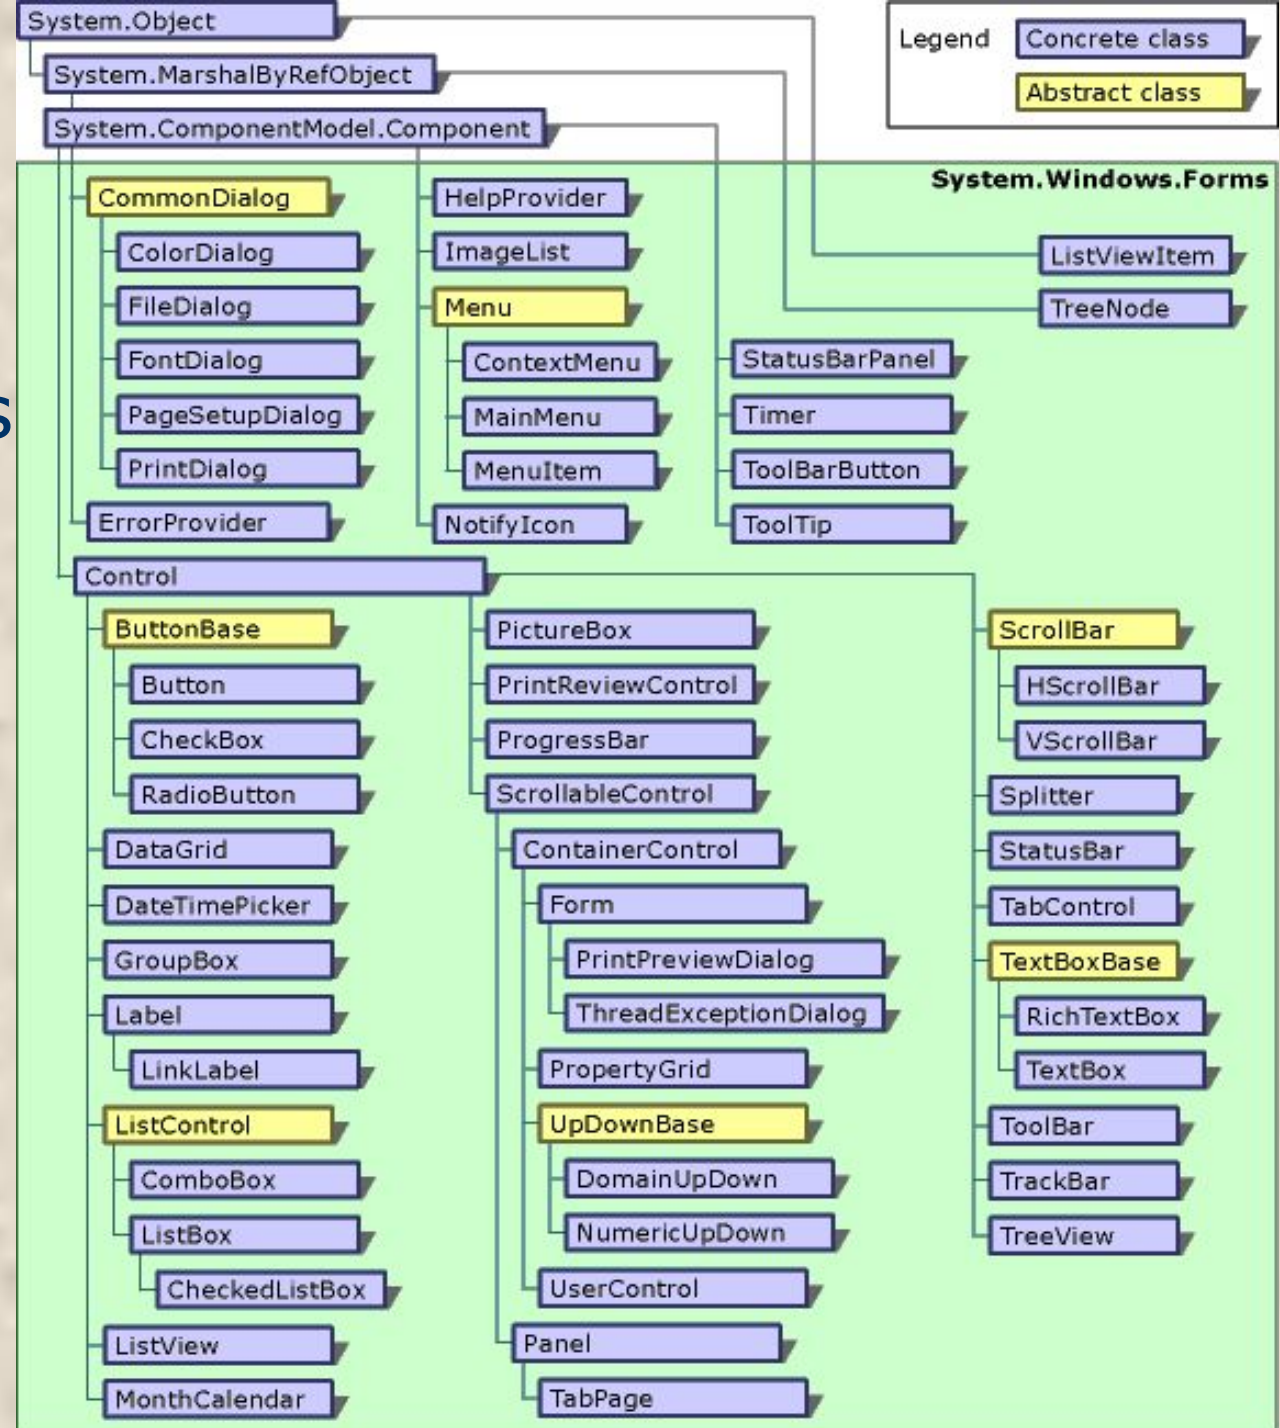 System.Object
System.MarshalByRefObject
System.ComponentModel.Component
Legend
Concrete class
Abstract class
System.Windows.Forms
CommonDialog
ColorDialog
FileDialog
FontDialog
PageSetupDialog
PrintDialog
ErrorProvider
HelpProvider
ImageList
Menu
ContextMenu
MainMenu
MenuItem
NotifyIcon
ListViewItem
TreeNode
StatusBarPanel
Timer
ToolBarButton
ToolTip
s
Control
ButtonBase
Button
CheckBox
RadioButton
DataGrid
DateTimePicker
GroupBox
Label
LinkLabel
ListControl
ComboBox
ListBox
CheckedListBox
ListView
MonthCalendar
PictureBox
PrintReviewControl
ProgressBar
ScrollableControl
ContainerControl
Form
PrintPreviewDialog
ThreadExceptionDialog
PropertyGrid
UpDownBase
DomainUpDown
NumericUpDown
UserControl
Panel
TabPage
ScrollBar
HScrollBar
VScrollBar
Splitter
StatusBar
TabControl
TextBoxBase
RichTextBox
TextBox
ToolBar
TrackBar
TreeView